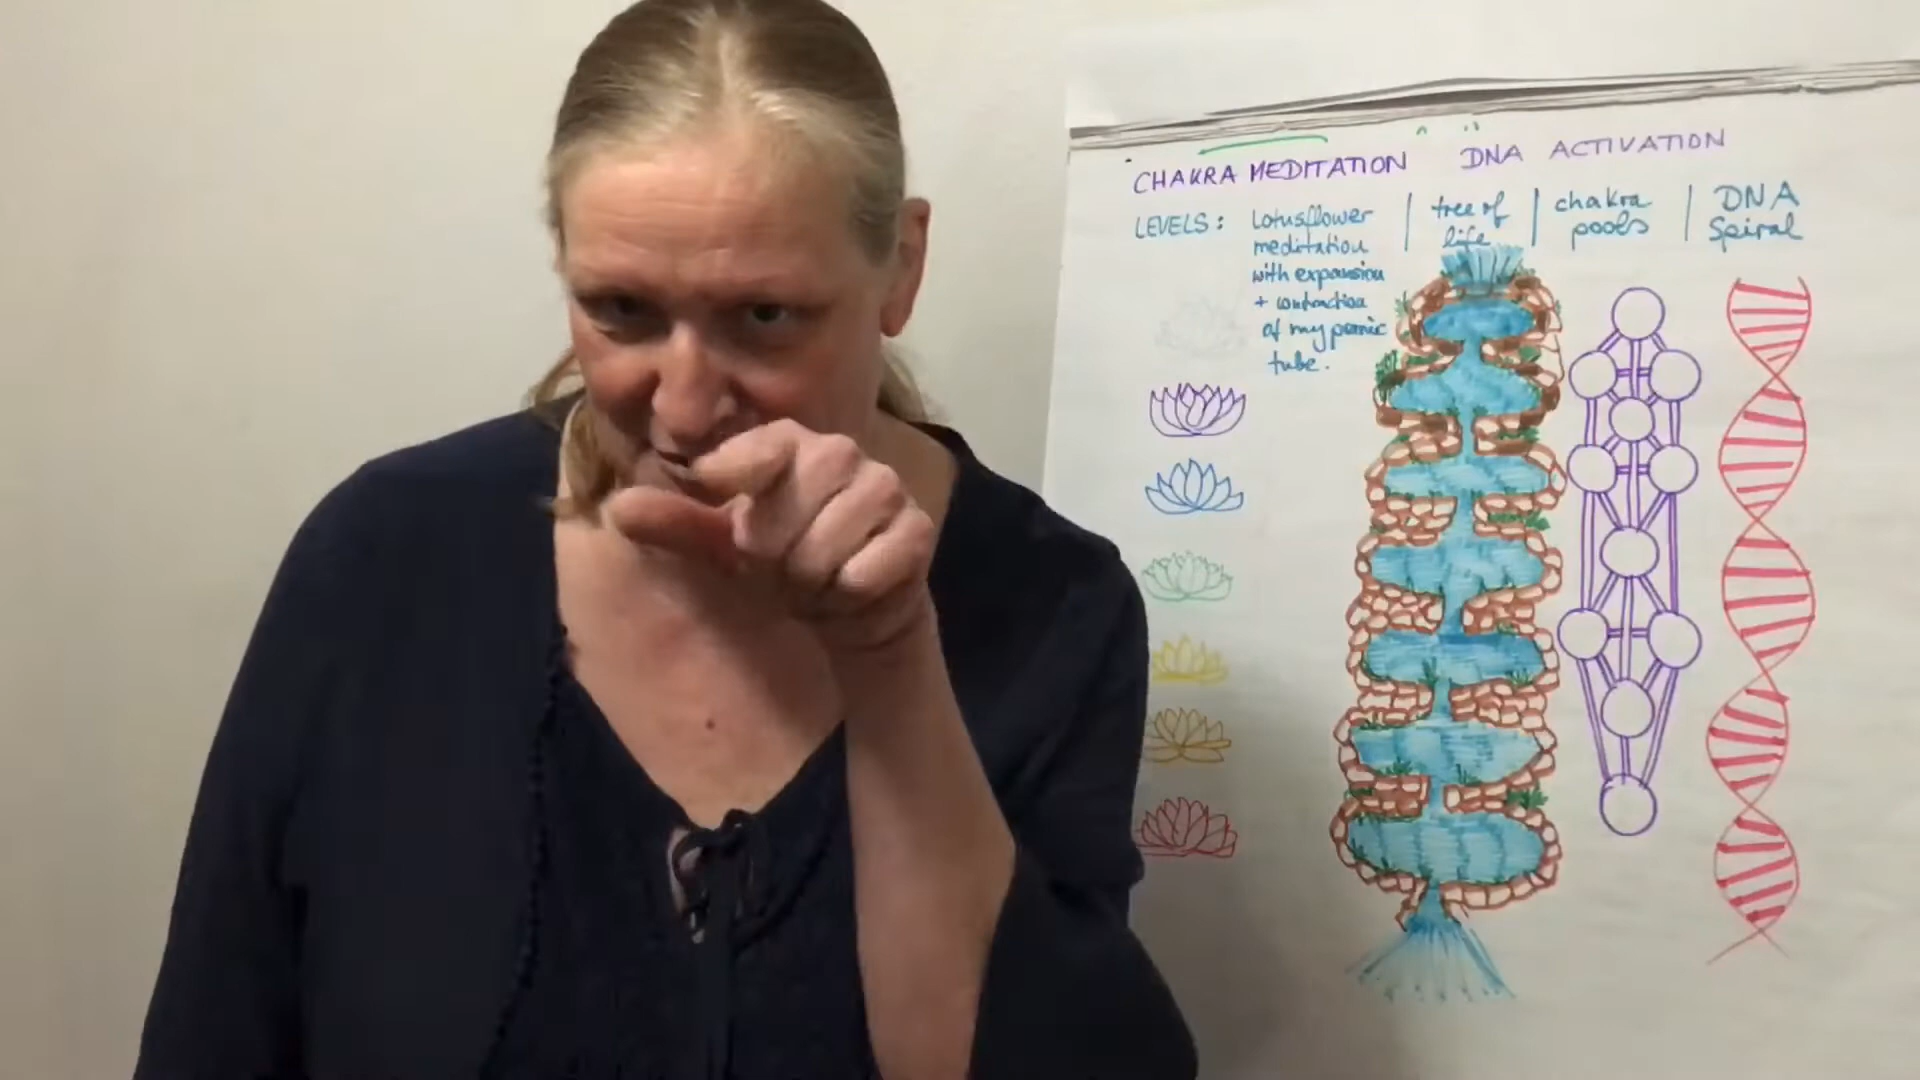 CHAKRA MEDITATION DNA ACTIVATION
LEVELS: Lotusflower | tree of | chakra | DNA
meditation life pools Spiral
with expansion
+ contraction
of my pranic
tube.